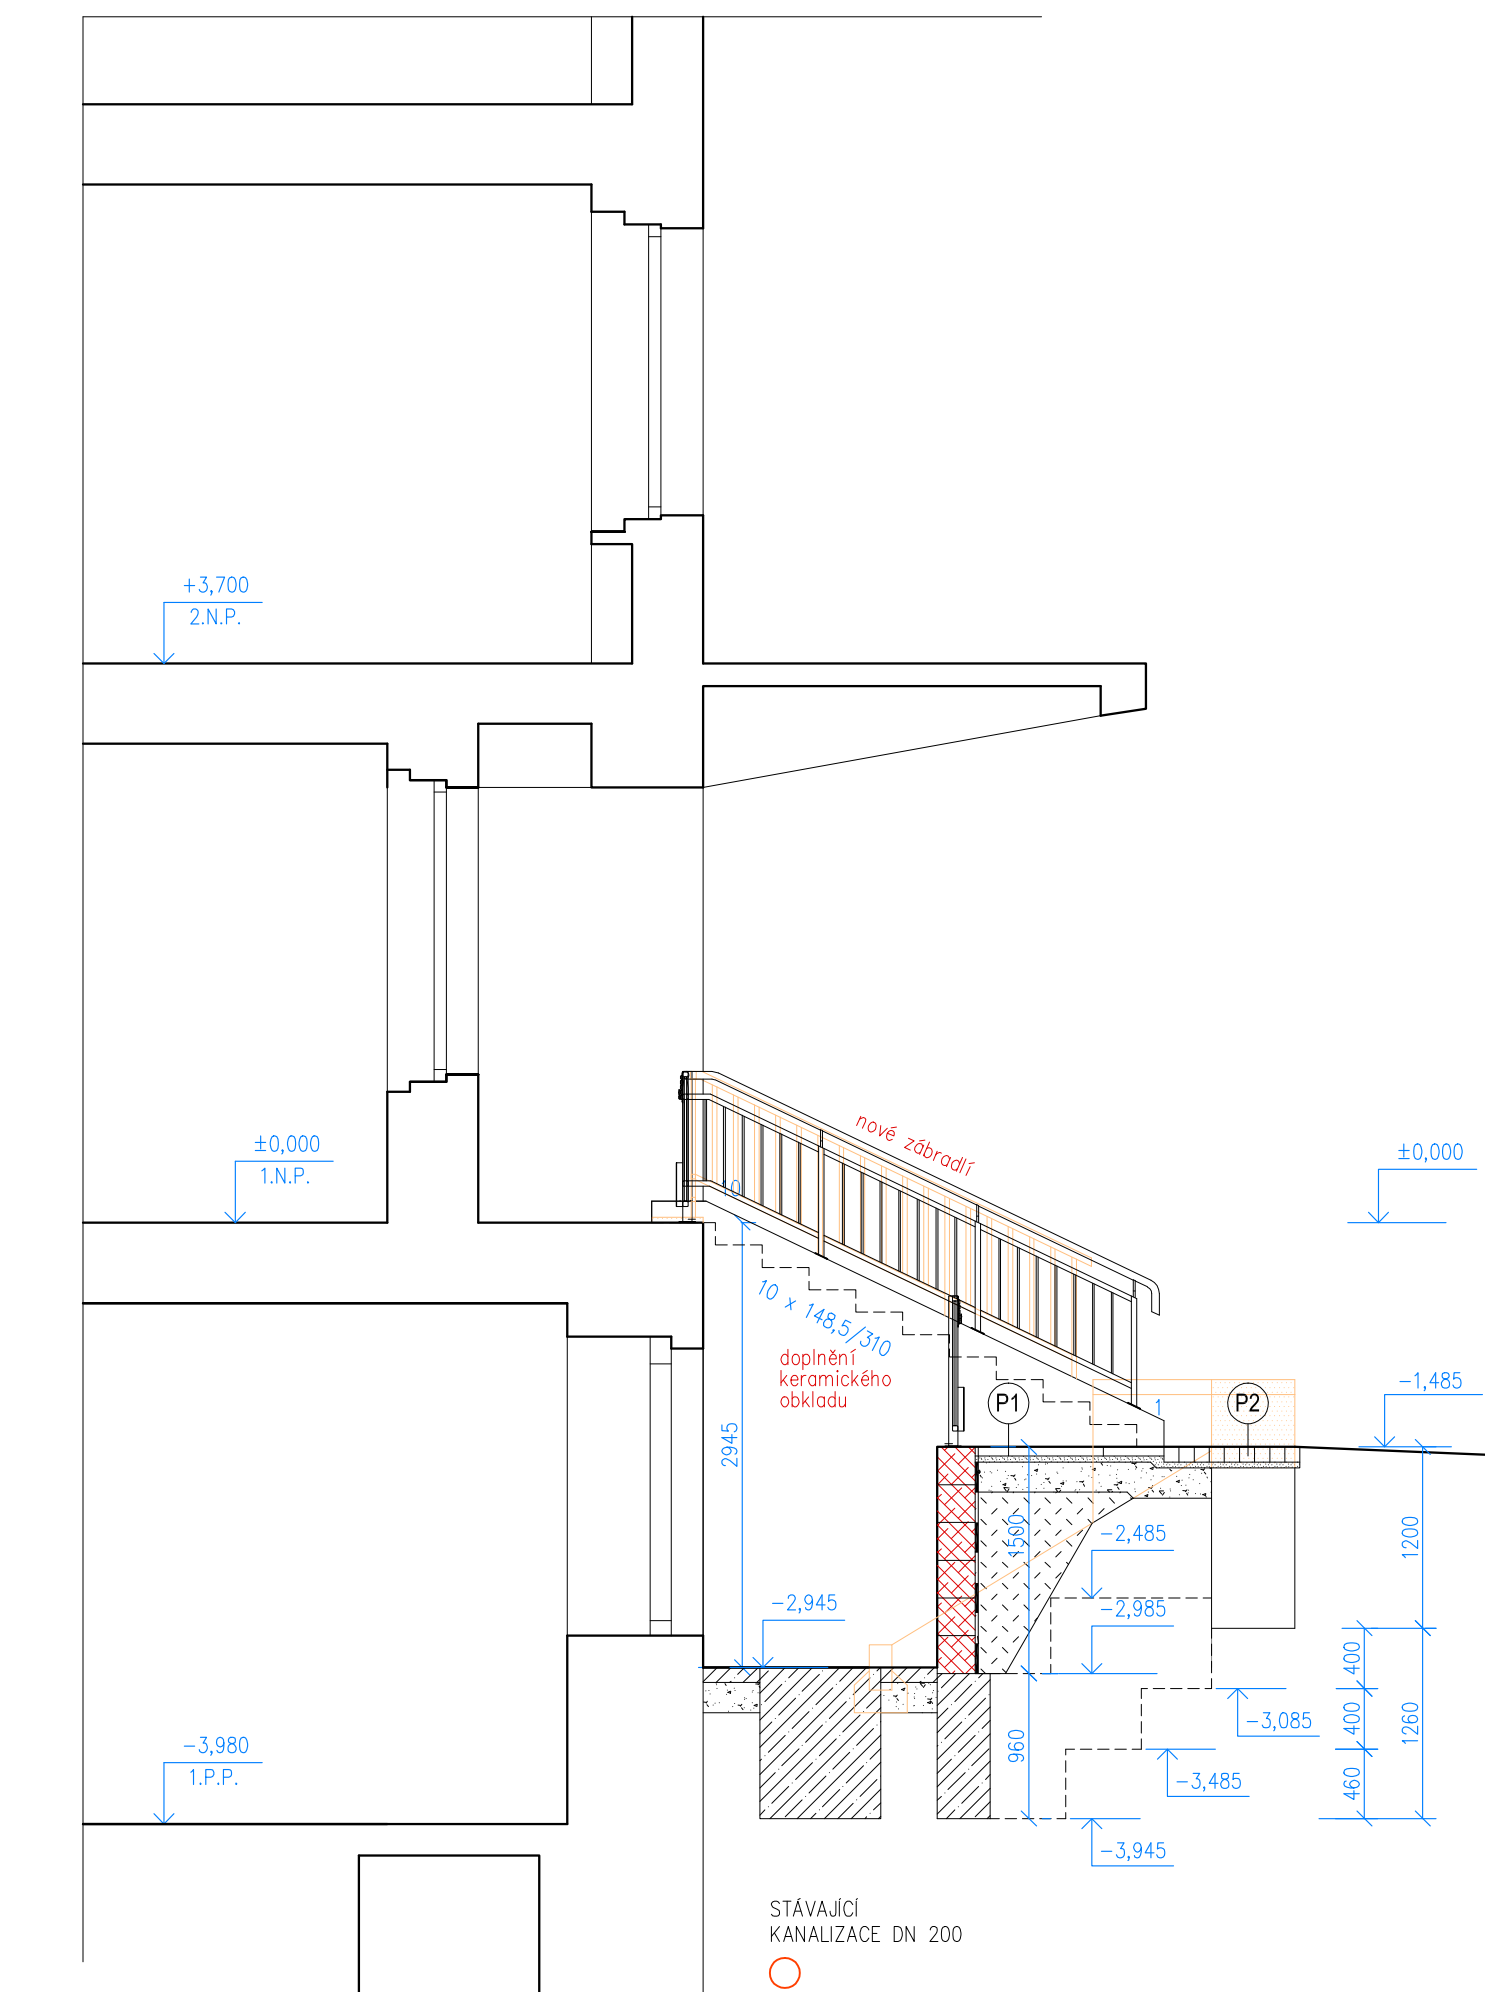 +3,700
2.N.P.
nové zábradlí
±0,000
1.N.P.
±0,000
10
10 x 148,5/310
doplnění
keramického
obkladu
-1,485
P1
1
P2
2945
1500
-2,485
1200
-2,945
-2,985
400
-3,085
400
1260
960
-3,980
1.P.P.
-3,485
460
-3,945
STÁVAJÍCÍ
KANALIZACE DN 200